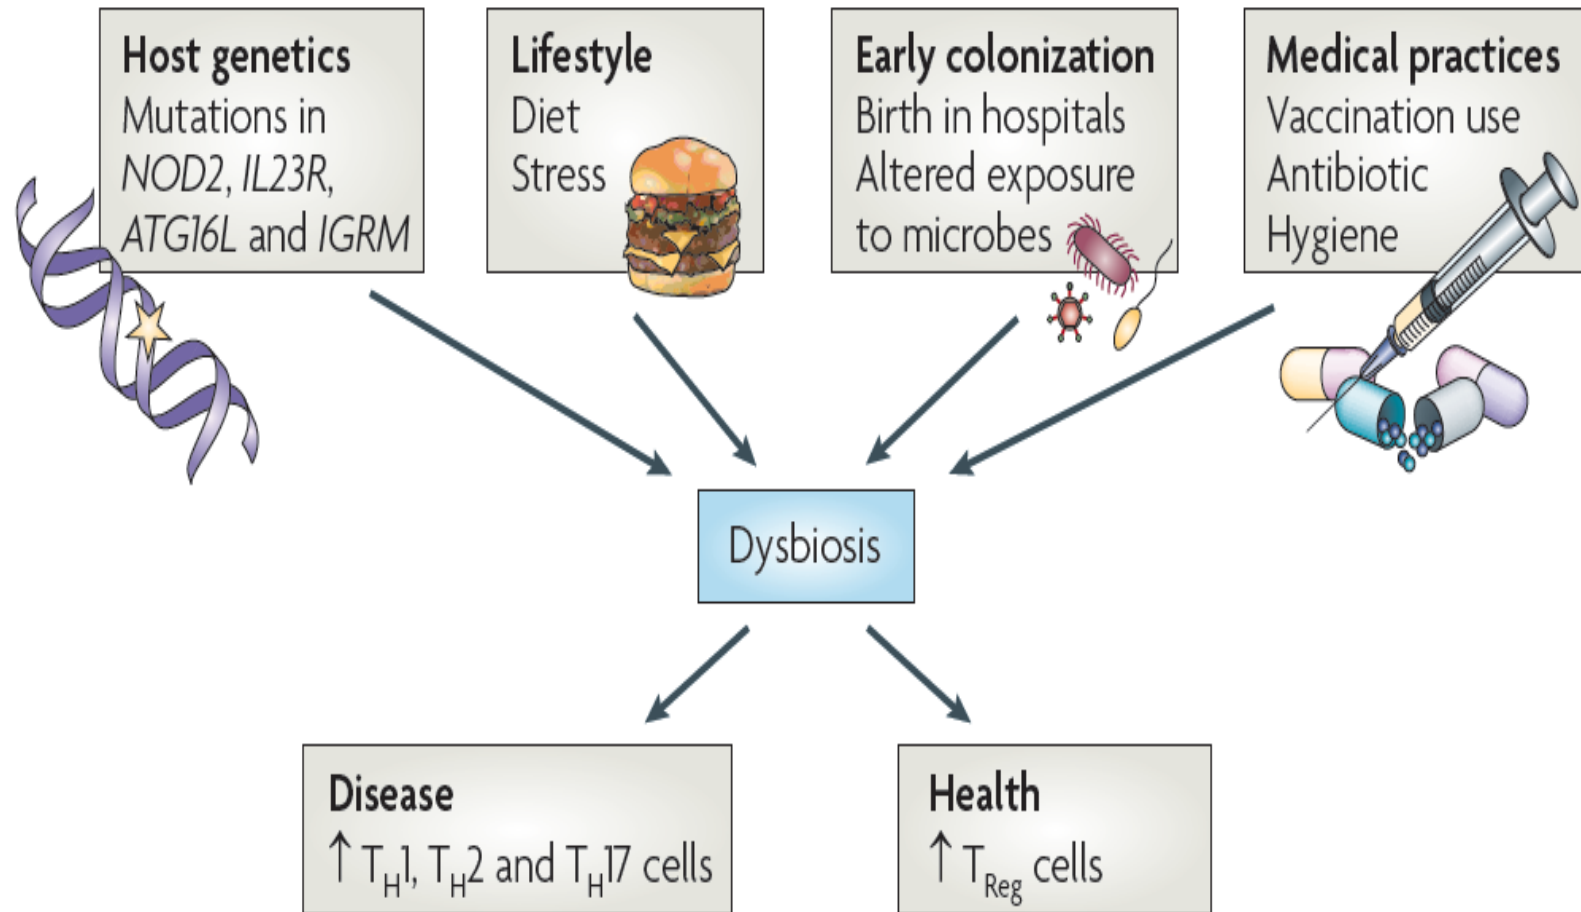 Host genetics
Mutations in
NOD2, IL23R,
ATG16L and IGRM
Lifestyle
Diet
Stress
Early colonization
Birth in hospitals
Altered exposure
to microbes
Medical practices
Vaccination use
Antibiotic
Hygiene
Dysbiosis
Disease
↑ TH1, TH2 and TH17 cells
Health
↑ TReg cells